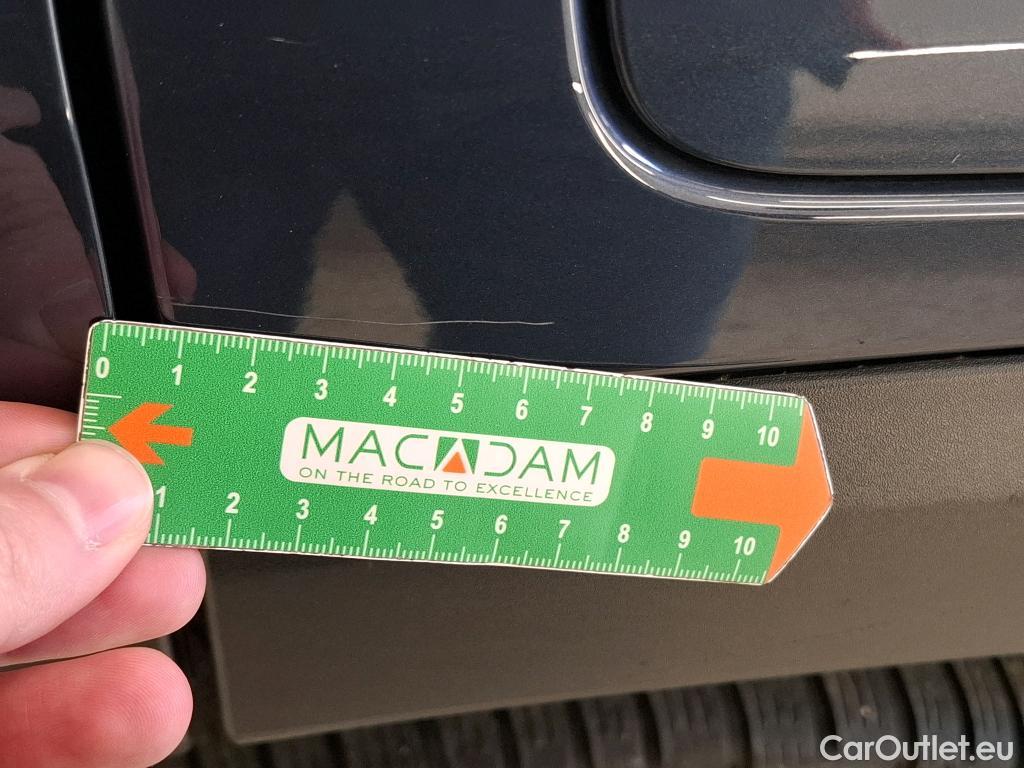 0 1 2 3 4 5 6 7 8 9 10
MACADAM
ON THE ROAD TO EXCELLENCE
1 2 3 4 5 6 7 8 9 10
CarOutlet.eu